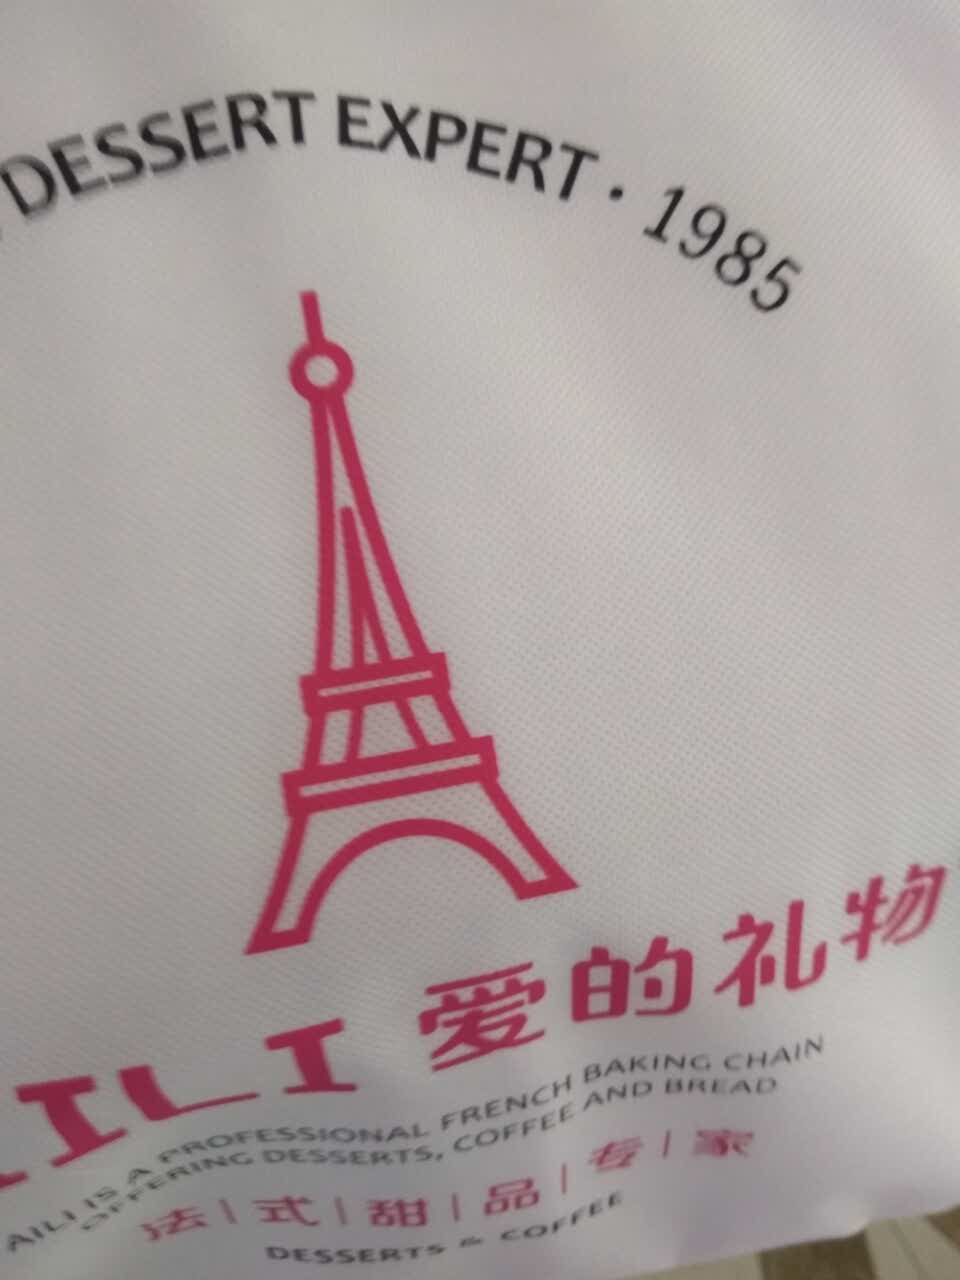 DESSERT EXPERT · 1985
AILI 爱的礼物
AILI IS A PROFESSIONAL FRENCH BAKING CHAIN
OFFERING DESSERTS, COFFEE AND BREAD
法 | 式 | 甜 | 品 | 专 | 家
DESSERTS & COFFEE